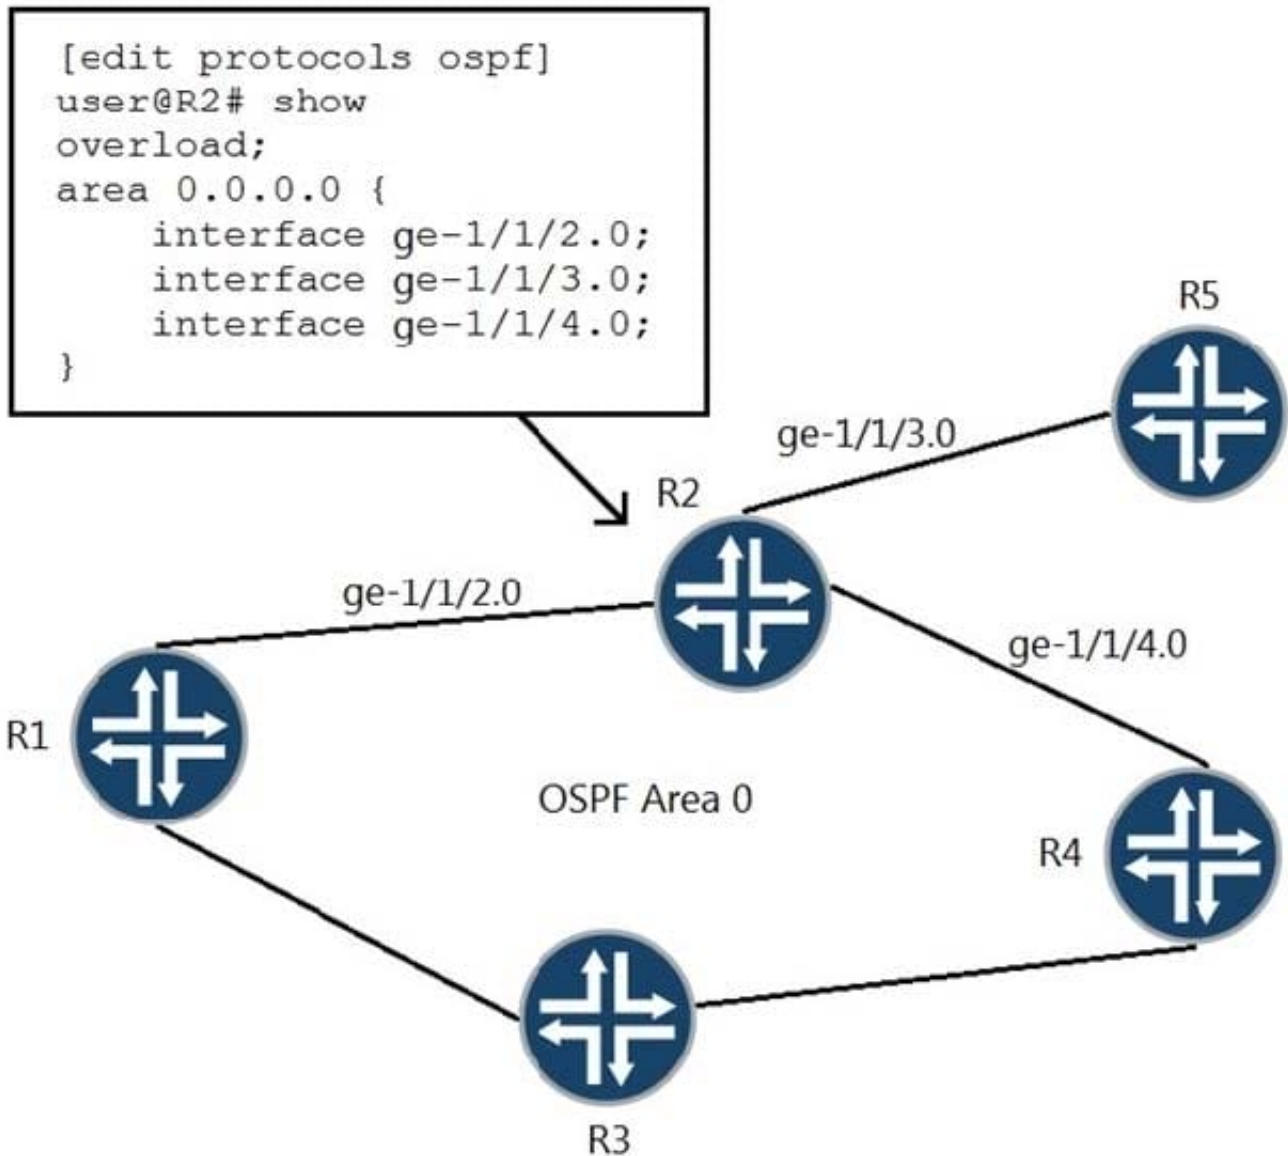 [edit protocols ospf]
user@R2# show
overload;
area 0.0.0.0 {
interface ge-1/1/2.0;
interface ge-1/1/3.0;
interface ge-1/1/4.0;
}
R5
ge-1/1/3.0
R2
ge-1/1/2.0
ge-1/1/4.0
R1
OSPF Area 0
R4
R3